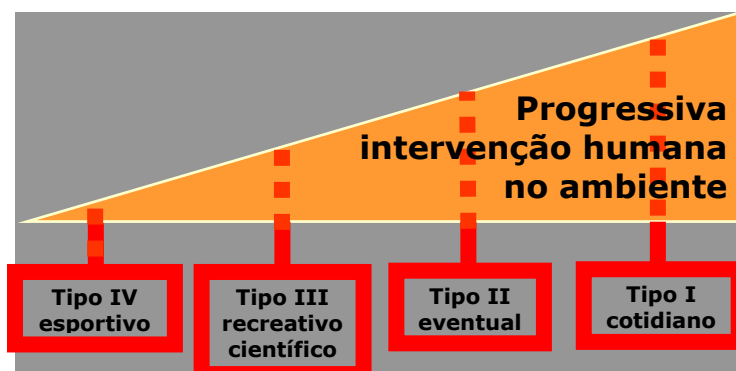 Progressiva
intervenção humana
no ambiente
Tipo IV
esportivo
Tipo III
recreativo
científico
Tipo II
eventual
Tipo I
cotidiano